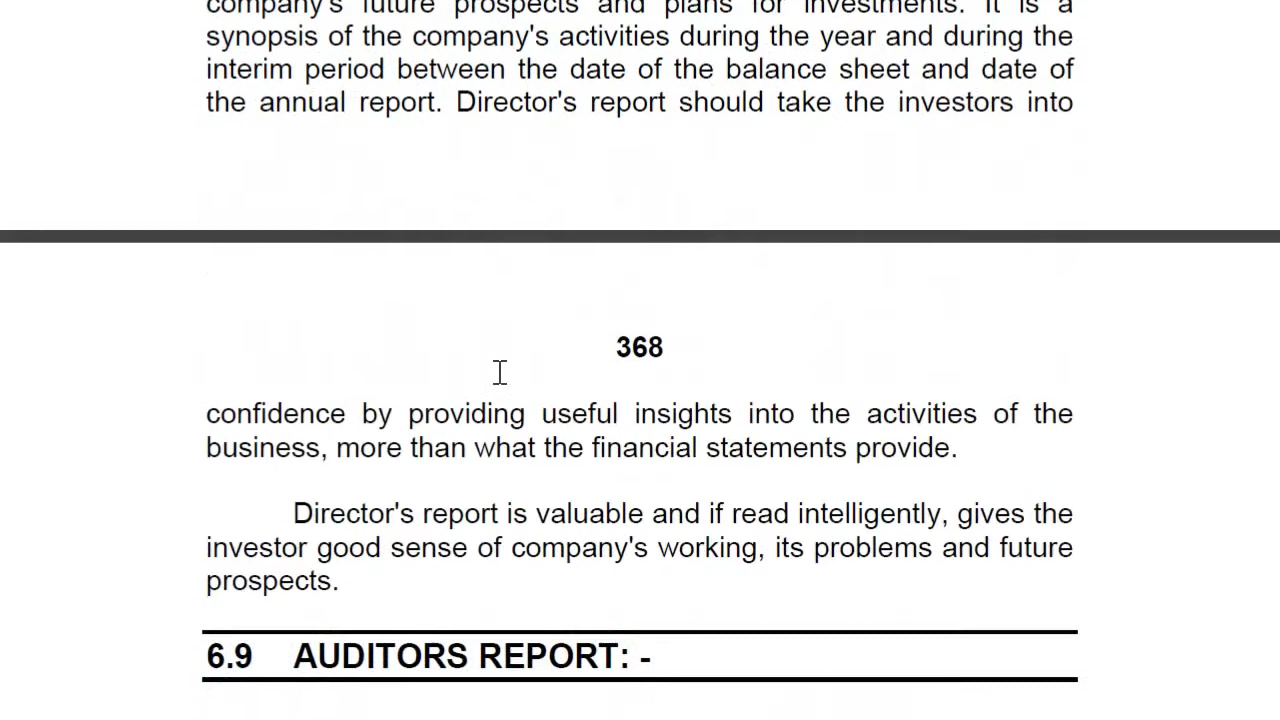 company's future prospects and plans for investments. It is a
synopsis of the company's activities during the year and during the
interim period between the date of the balance sheet and date of
the annual report. Director's report should take the investors into
368
confidence by providing useful insights into the activities of the
business, more than what the financial statements provide.
Director's report is valuable and if read intelligently, gives the
investor good sense of company's working, its problems and future
prospects.
6.9 AUDITORS REPORT: -